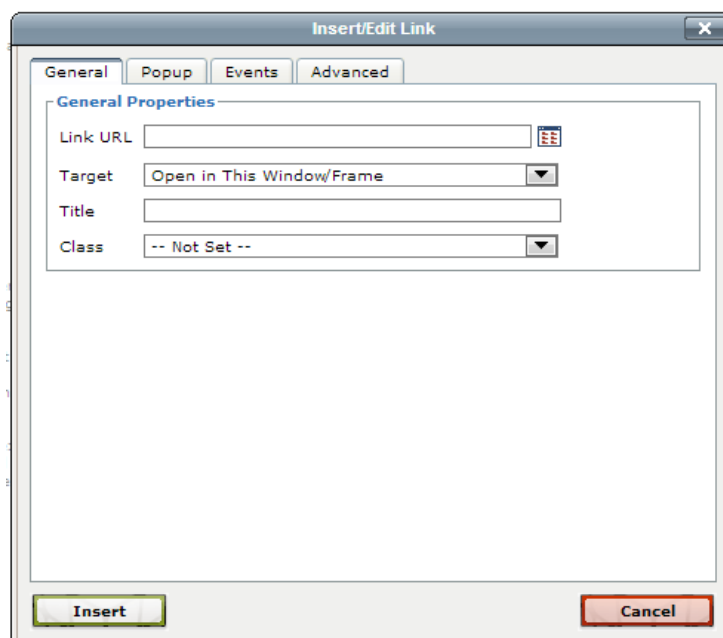 Insert/Edit Link
General Popup Events Advanced
General Properties
Link URL
Target Open in This Window/Frame
Title
Class -- Not Set --
Insert Cancel